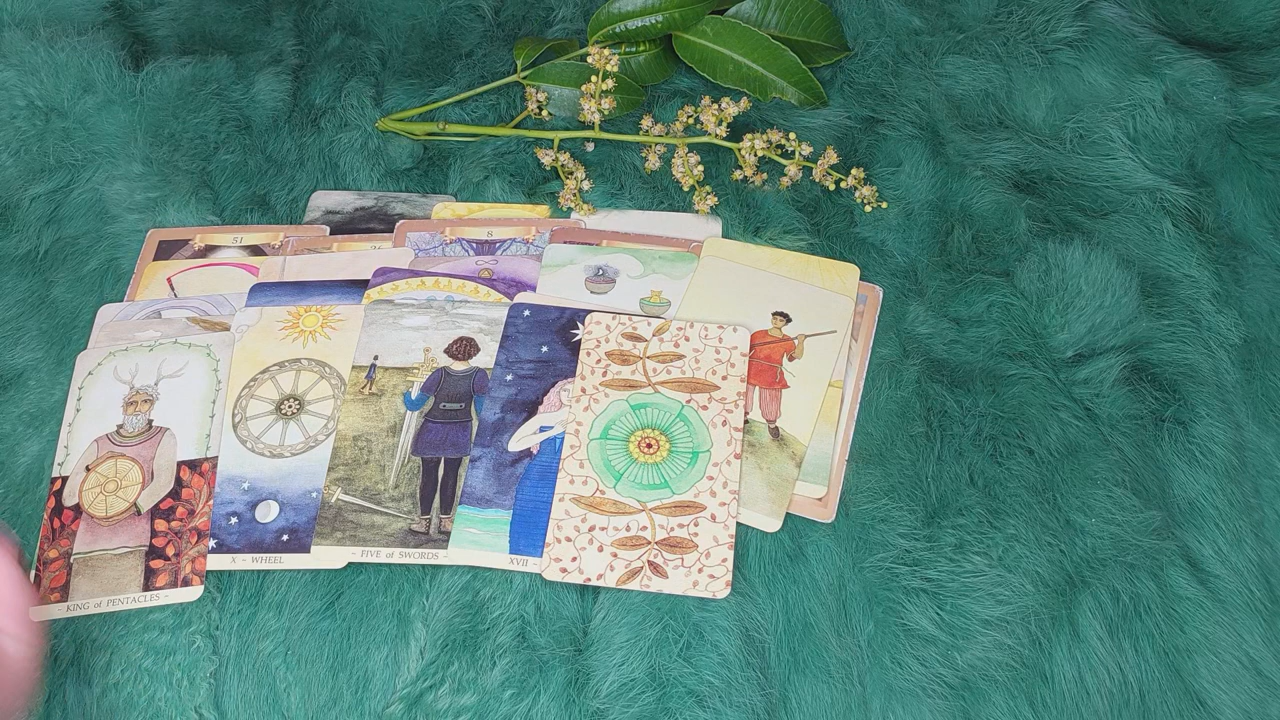 51
8
~ KING of PENTACLES ~
X ~ WHEEL
~ FIVE of SWORDS ~
XVII ~